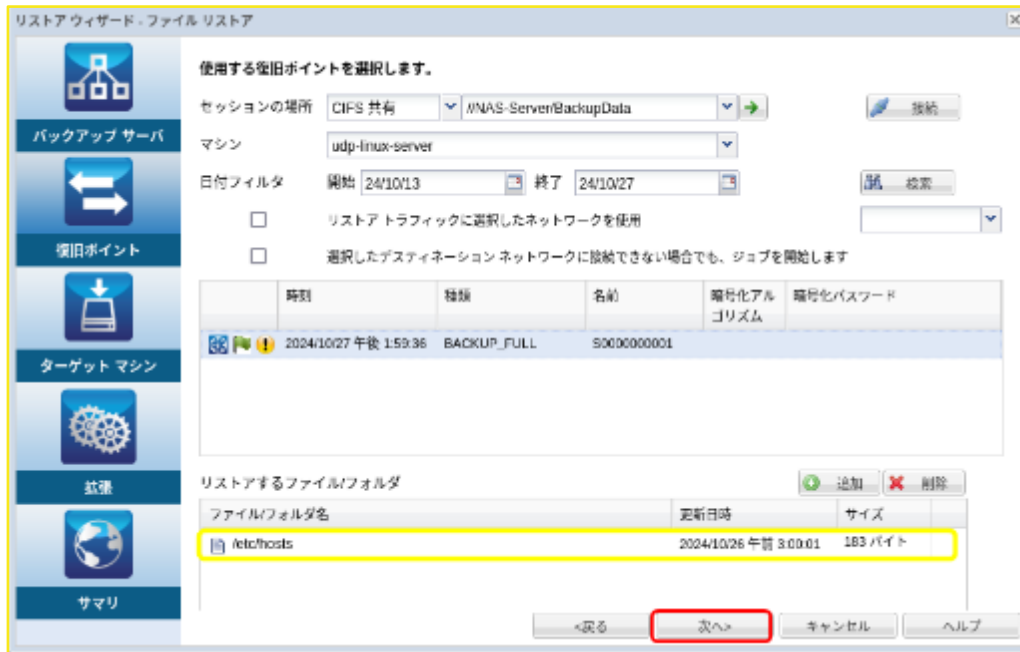 リストア ウィザード - ファイル リストア
バックアップ サーバ
復旧ポイント
ターゲット マシン
拡張
サマリ
使用する復旧ポイントを選択します。
セッションの場所 CIFS 共有 //NAS-Server/BackupData 接続
マシン udp-linux-server
日付フィルタ 開始 24/10/13 終了 24/10/27 検索
リストア トラフィックに選択したネットワークを使用
選択したデスティネーション ネットワークに接続できない場合でも、ジョブを開始します
時刻 種類 名前 暗号化アル 暗号化パスワード
ゴリズム
2024/10/27 午後 1:59:36 BACKUP_FULL S0000000001
リストアするファイル/フォルダ 追加 削除
ファイル/フォルダ名 更新日時 サイズ
/etc/hosts 2024/10/26 午前 3:00:01 183 バイト
<戻る 次へ> キャンセル ヘルプ